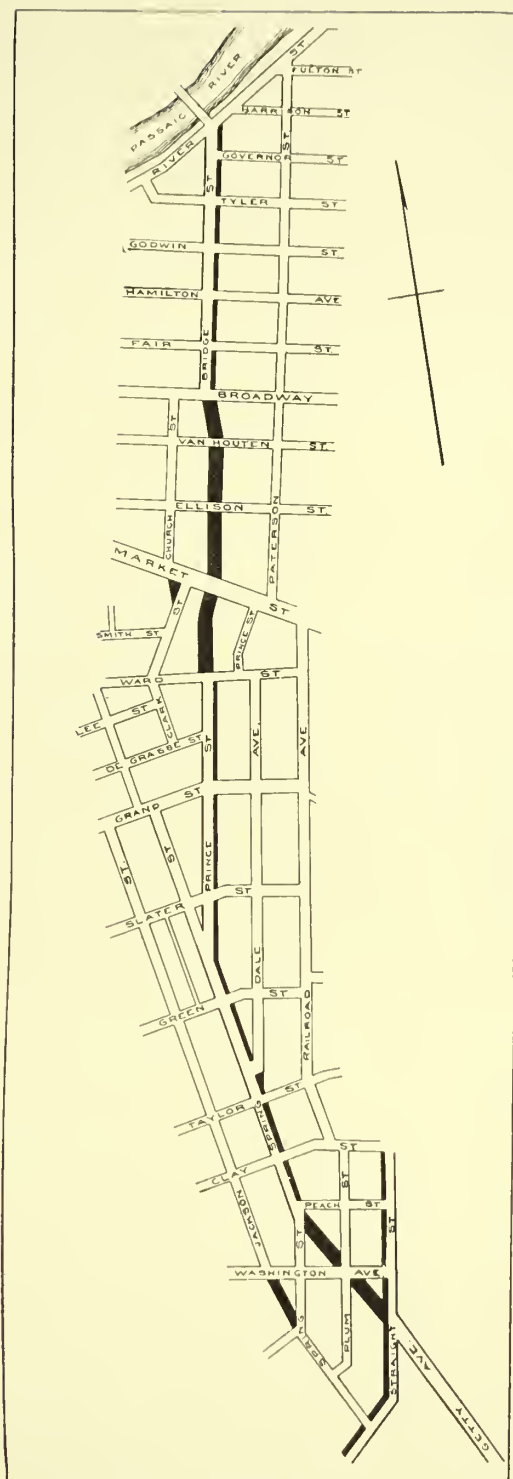 PASSAIC RIVER
RIVER ST
FULTON ST
HARRISON ST
GOVERNOR ST
TYLER ST
GODWIN ST.
HAMILTON AVE
FAIR ST.
BRIDGE ST
BROADWAY
VAN HOUTEN ST.
ELLISON ST.
CHURCH ST
PATERSON ST.
MARKET ST
SMITH ST
PRINCE ST
WARD ST
LEE ST
CLARK
DE GRASSE ST
GRAND ST
PRINCE ST
DALE AVE.
RAILROAD AVE.
SLATER ST
GREEN ST
TAYLOR ST
SPRING
CLAY ST
JACKSON ST.
ST
PEACH ST
WASHINGTON AVE
SPRING ST
PLUM ST
STRAIGHT ST
GETTY AVE.